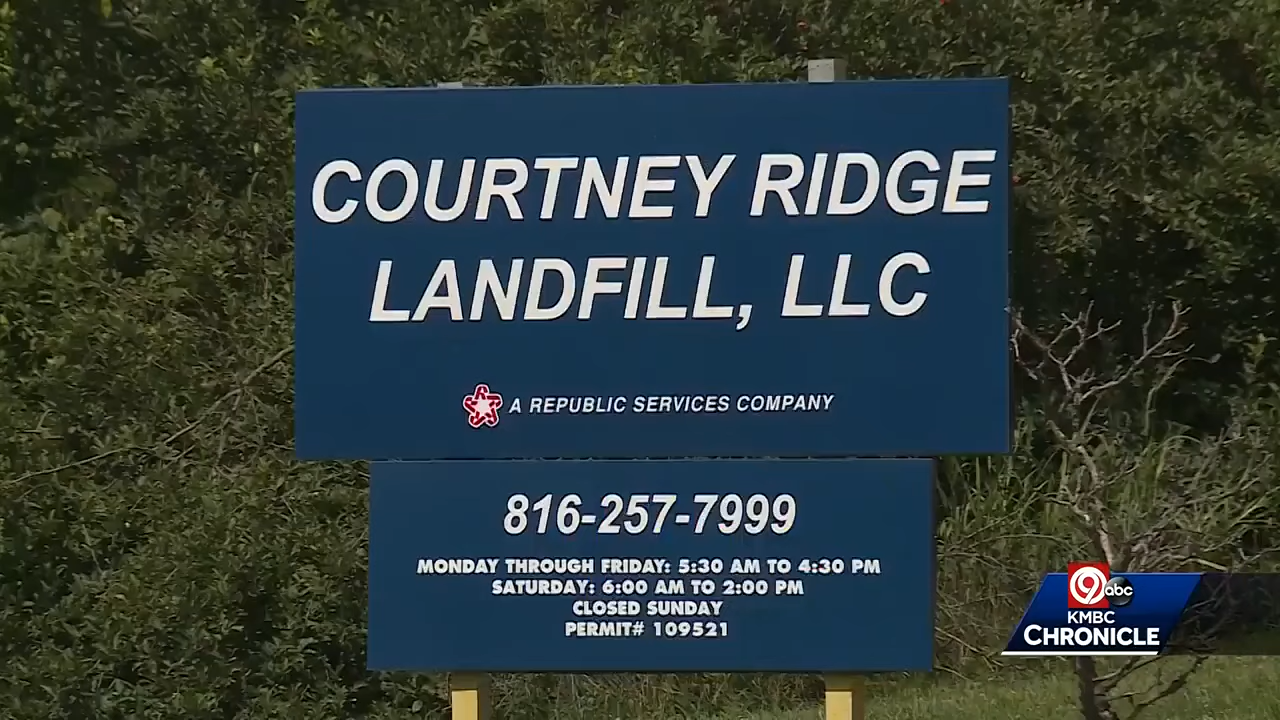 COURTNEY RIDGE
LANDFILL, LLC
A REPUBLIC SERVICES COMPANY
816-257-7999
MONDAY THROUGH FRIDAY: 5:30 AM TO 4:30 PM
SATURDAY: 6:00 AM TO 2:00 PM
CLOSED SUNDAY
PERMIT# 109521
9 abc
KMBC
CHRONICLE